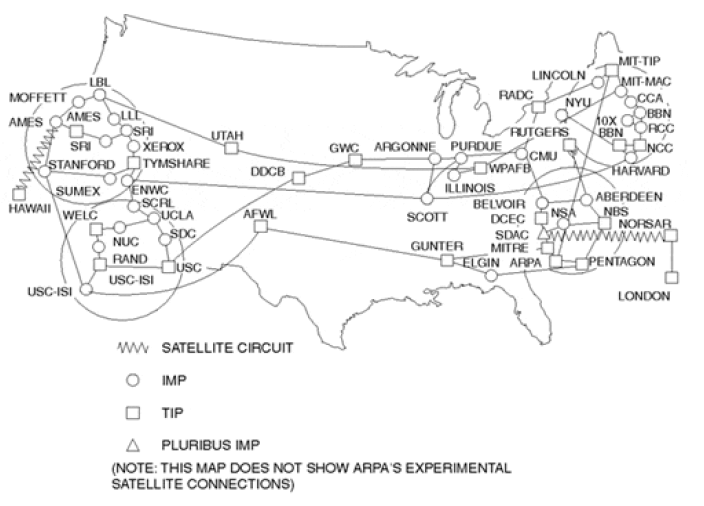 LBL
MOFFETT
AMES
AMES
LLL
SRI
SRI
XEROX
TYMSHARE
STANFORD
SUMEX
HAWAII
ENWC
SCRL
WELC
UCLA
NUC
SDC
RAND
USC-ISI
USC
USC-ISI
UTAH
DDCB
GWC
AFWL
ARGONNE
PURDUE
WPAFB
ILLINOIS
SCOTT
GUNTER
ELGIN
LINCOLN
MIT-TIP
RADC
NYU
MIT-MAC
CCA
BBN
10X
BBN
RCC
NCC
HARVARD
RUTGERS
CMU
BELVOIR
ABERDEEN
DCEC
NSA
NBS
NORSAR
SDAC
MITRE
ARPA
PENTAGON
LONDON
SATELLITE CIRCUIT
IMP
TIP
PLURIBUS IMP
(NOTE: THIS MAP DOES NOT SHOW ARPA'S EXPERIMENTAL
SATELLITE CONNECTIONS)